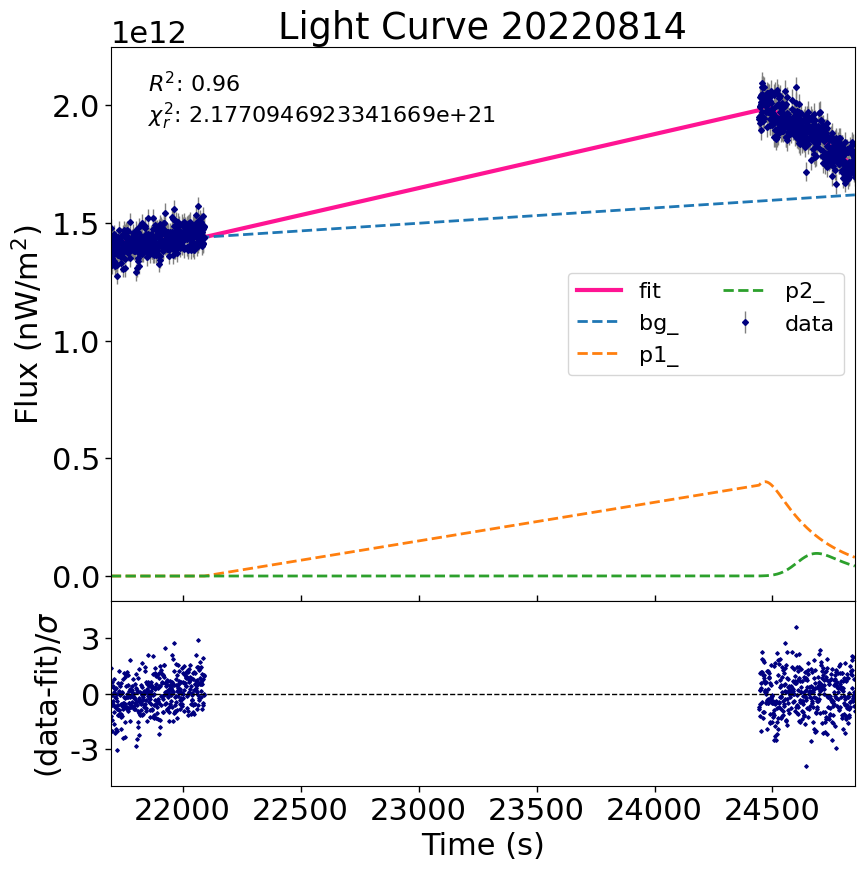 Light Curve 20220814
1e12
R²: 0.96
χ²ᵣ: 2.1770946923341669e+21
2.0
1.5
1.0
0.5
0.0
Flux (nW/m²)
fit
bg_
p1_
p2_
data
3
0
-3
(data-fit)/σ
22000 22500 23000 23500 24000 24500
Time (s)